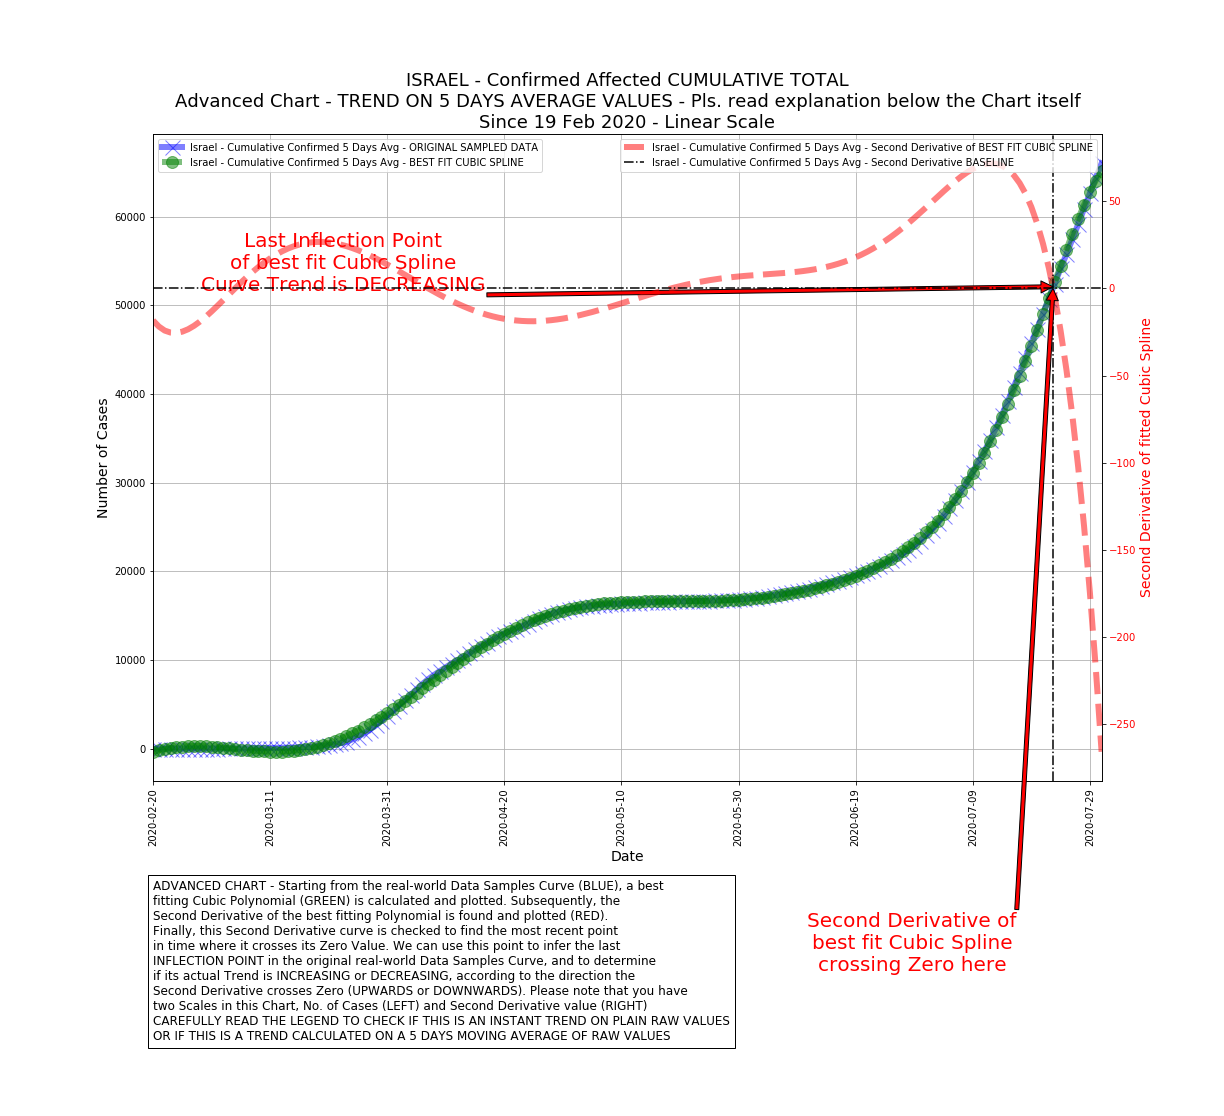 ISRAEL - Confirmed Affected CUMULATIVE TOTAL
Advanced Chart - TREND ON 5 DAYS AVERAGE VALUES - Pls. read explanation below the Chart itself
Since 19 Feb 2020 - Linear Scale
Israel - Cumulative Confirmed 5 Days Avg - ORIGINAL SAMPLED DATA
Israel - Cumulative Confirmed 5 Days Avg - BEST FIT CUBIC SPLINE
Israel - Cumulative Confirmed 5 Days Avg - Second Derivative of BEST FIT CUBIC SPLINE
Israel - Cumulative Confirmed 5 Days Avg - Second Derivative BASELINE
Last Inflection Point
of best fit Cubic Spline
Curve Trend is DECREASING
Number of Cases
60000
50000
40000
30000
20000
10000
0
50
0
−50
−100
−150
−200
−250
Second Derivative of fitted Cubic Spline
2020-02-20
2020-03-11
2020-03-31
2020-04-20
2020-05-10
2020-05-30
2020-06-19
2020-07-09
2020-07-29
Date
ADVANCED CHART - Starting from the real-world Data Samples Curve (BLUE), a best
fitting Cubic Polynomial (GREEN) is calculated and plotted. Subsequently, the
Second Derivative of the best fitting Polynomial is found and plotted (RED).
Finally, this Second Derivative curve is checked to find the most recent point
in time where it crosses its Zero Value. We can use this point to infer the last
INFLECTION POINT in the original real-world Data Samples Curve, and to determine
if its actual Trend is INCREASING or DECREASING, according to the direction the
Second Derivative crosses Zero (UPWARDS or DOWNWARDS). Please note that you have
two Scales in this Chart, No. of Cases (LEFT) and Second Derivative value (RIGHT)
CAREFULLY READ THE LEGEND TO CHECK IF THIS IS AN INSTANT TREND ON PLAIN RAW VALUES
OR IF THIS IS A TREND CALCULATED ON A 5 DAYS MOVING AVERAGE OF RAW VALUES
Second Derivative of
best fit Cubic Spline
crossing Zero here